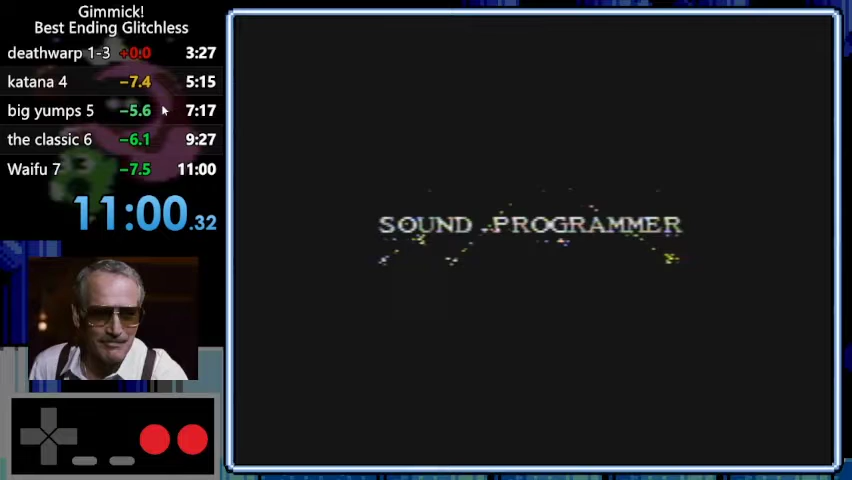 Gimmick!
Best Ending Glitchless
deathwarp 1-3 +0.0 3:27
katana 4 −7.4 5:15
big yumps 5 −5.6 7:17
the classic 6 −6.1 9:27
Waifu 7 −7.5 11:00
11:00.32
SOUND PROGRAMMER